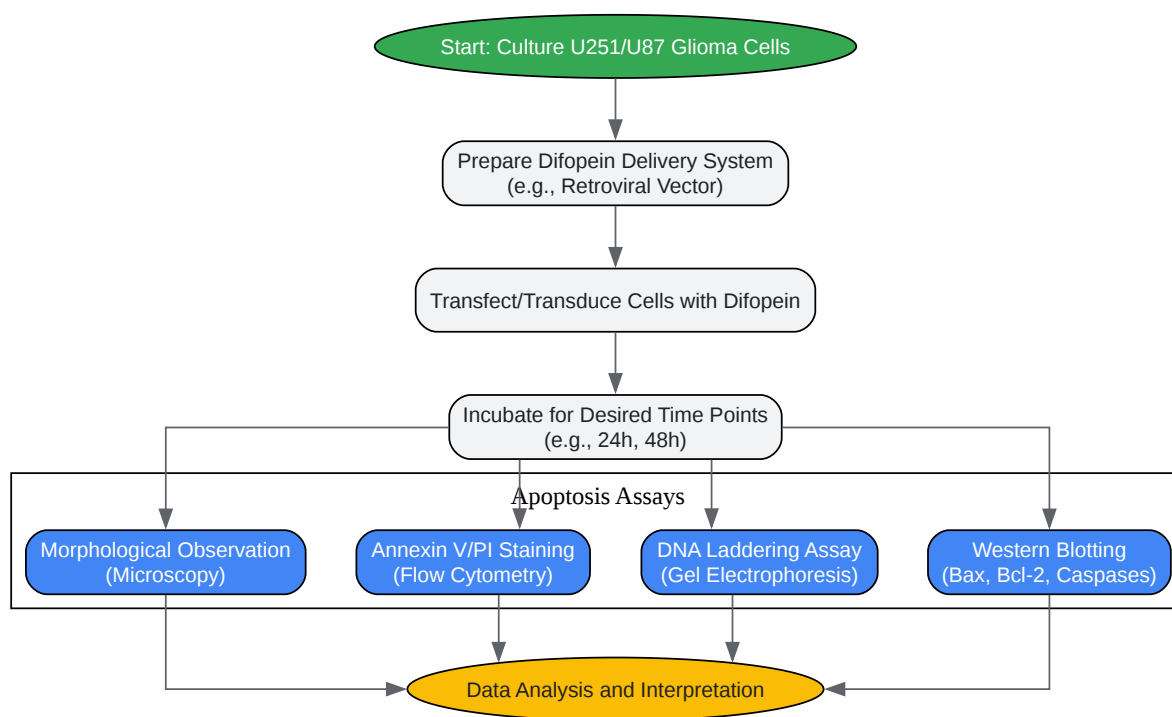 Start: Culture U251/U87 Glioma Cells
Prepare Difopein Delivery System
(e.g., Retroviral Vector)
Transfect/Transduce Cells with Difopein
Incubate for Desired Time Points
(e.g., 24h, 48h)
Apoptosis Assays
Morphological Observation
(Microscopy)
Annexin V/PI Staining
(Flow Cytometry)
DNA Laddering Assay
(Gel Electrophoresis)
Western Blotting
(Bax, Bcl-2, Caspases)
Data Analysis and Interpretation